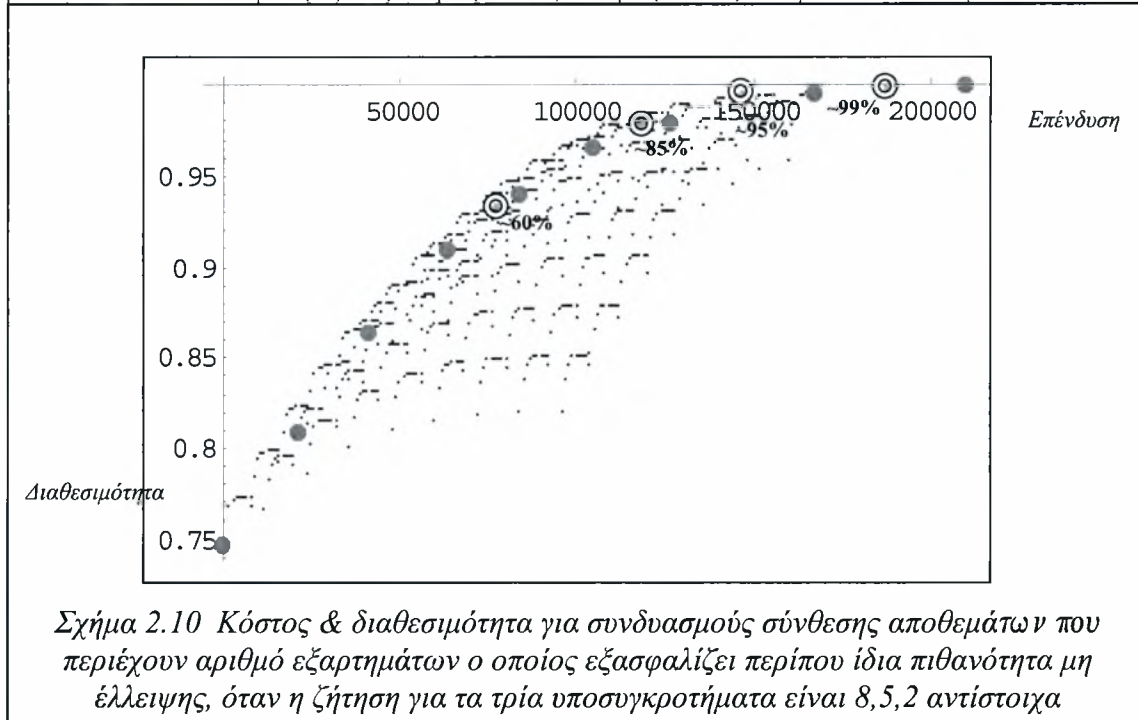 50000 100000 150000 200000
Επένδυση
~99%
~95%
~85%
0.95
~60%
0.9
0.85
0.8
Διαθεσιμότητα
0.75
Σχήμα 2.10 Κόστος & διαθεσιμότητα για συνδυασμούς σύνθεσης αποθεμάτων που
περιέχουν αριθμό εξαρτημάτων ο οποίος εξασφαλίζει περίπου ίδια πιθανότητα μη
έλλειψης, όταν η ζήτηση για τα τρία υποσυγκροτήματα είναι 8,5,2 αντίστοιχα